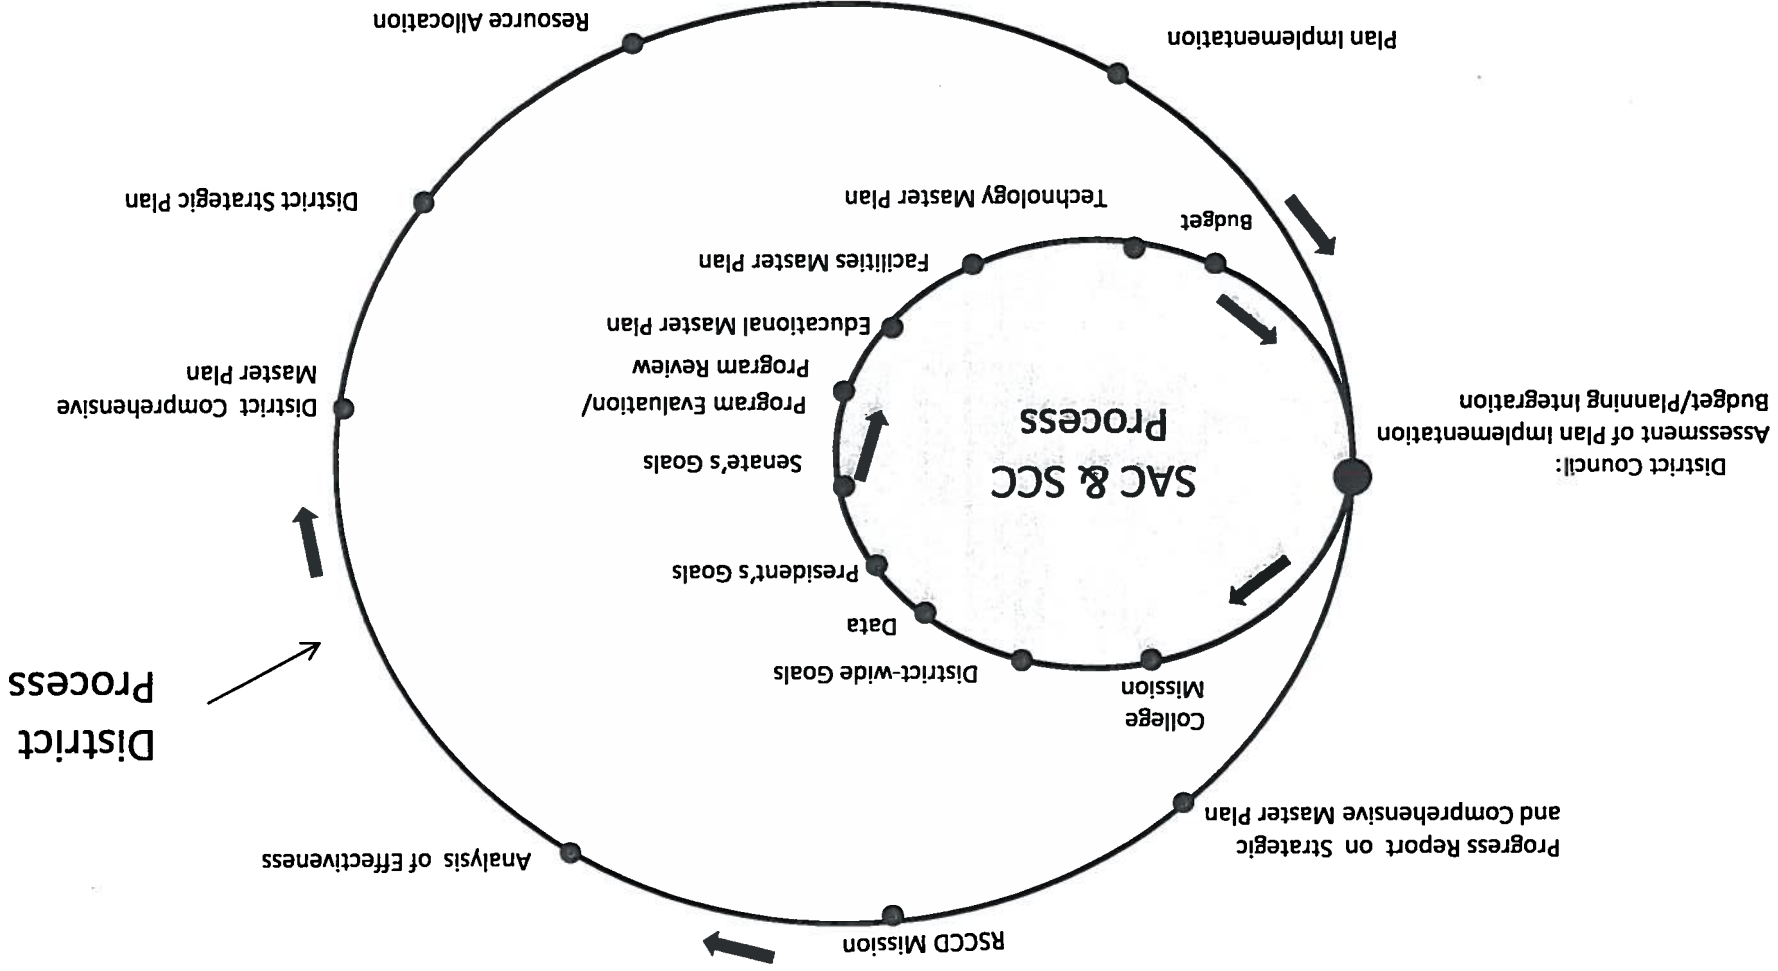 RSCCD Mission
Progress Report on Strategic
and Comprehensive Master Plan
Analysis of Effectiveness
District
Process
College
Mission
District-wide Goals
Data
President's Goals
Senate's Goals
Program Evaluation/
Program Review
Educational Master Plan
Facilities Master Plan
Technology Master Plan
Budget
SAC & SCC
Process
District Council:
Assessment of Plan Implementation
Budget/Planning Integration
District Comprehensive
Master Plan
District Strategic Plan
Resource Allocation
Plan Implementation